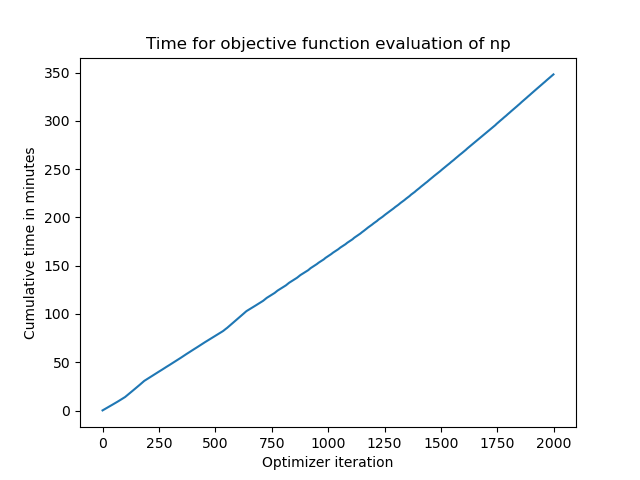 Time for objective function evaluation of np
350
300
250
200
150
100
50
0
Cumulative time in minutes
0 250 500 750 1000 1250 1500 1750 2000
Optimizer iteration